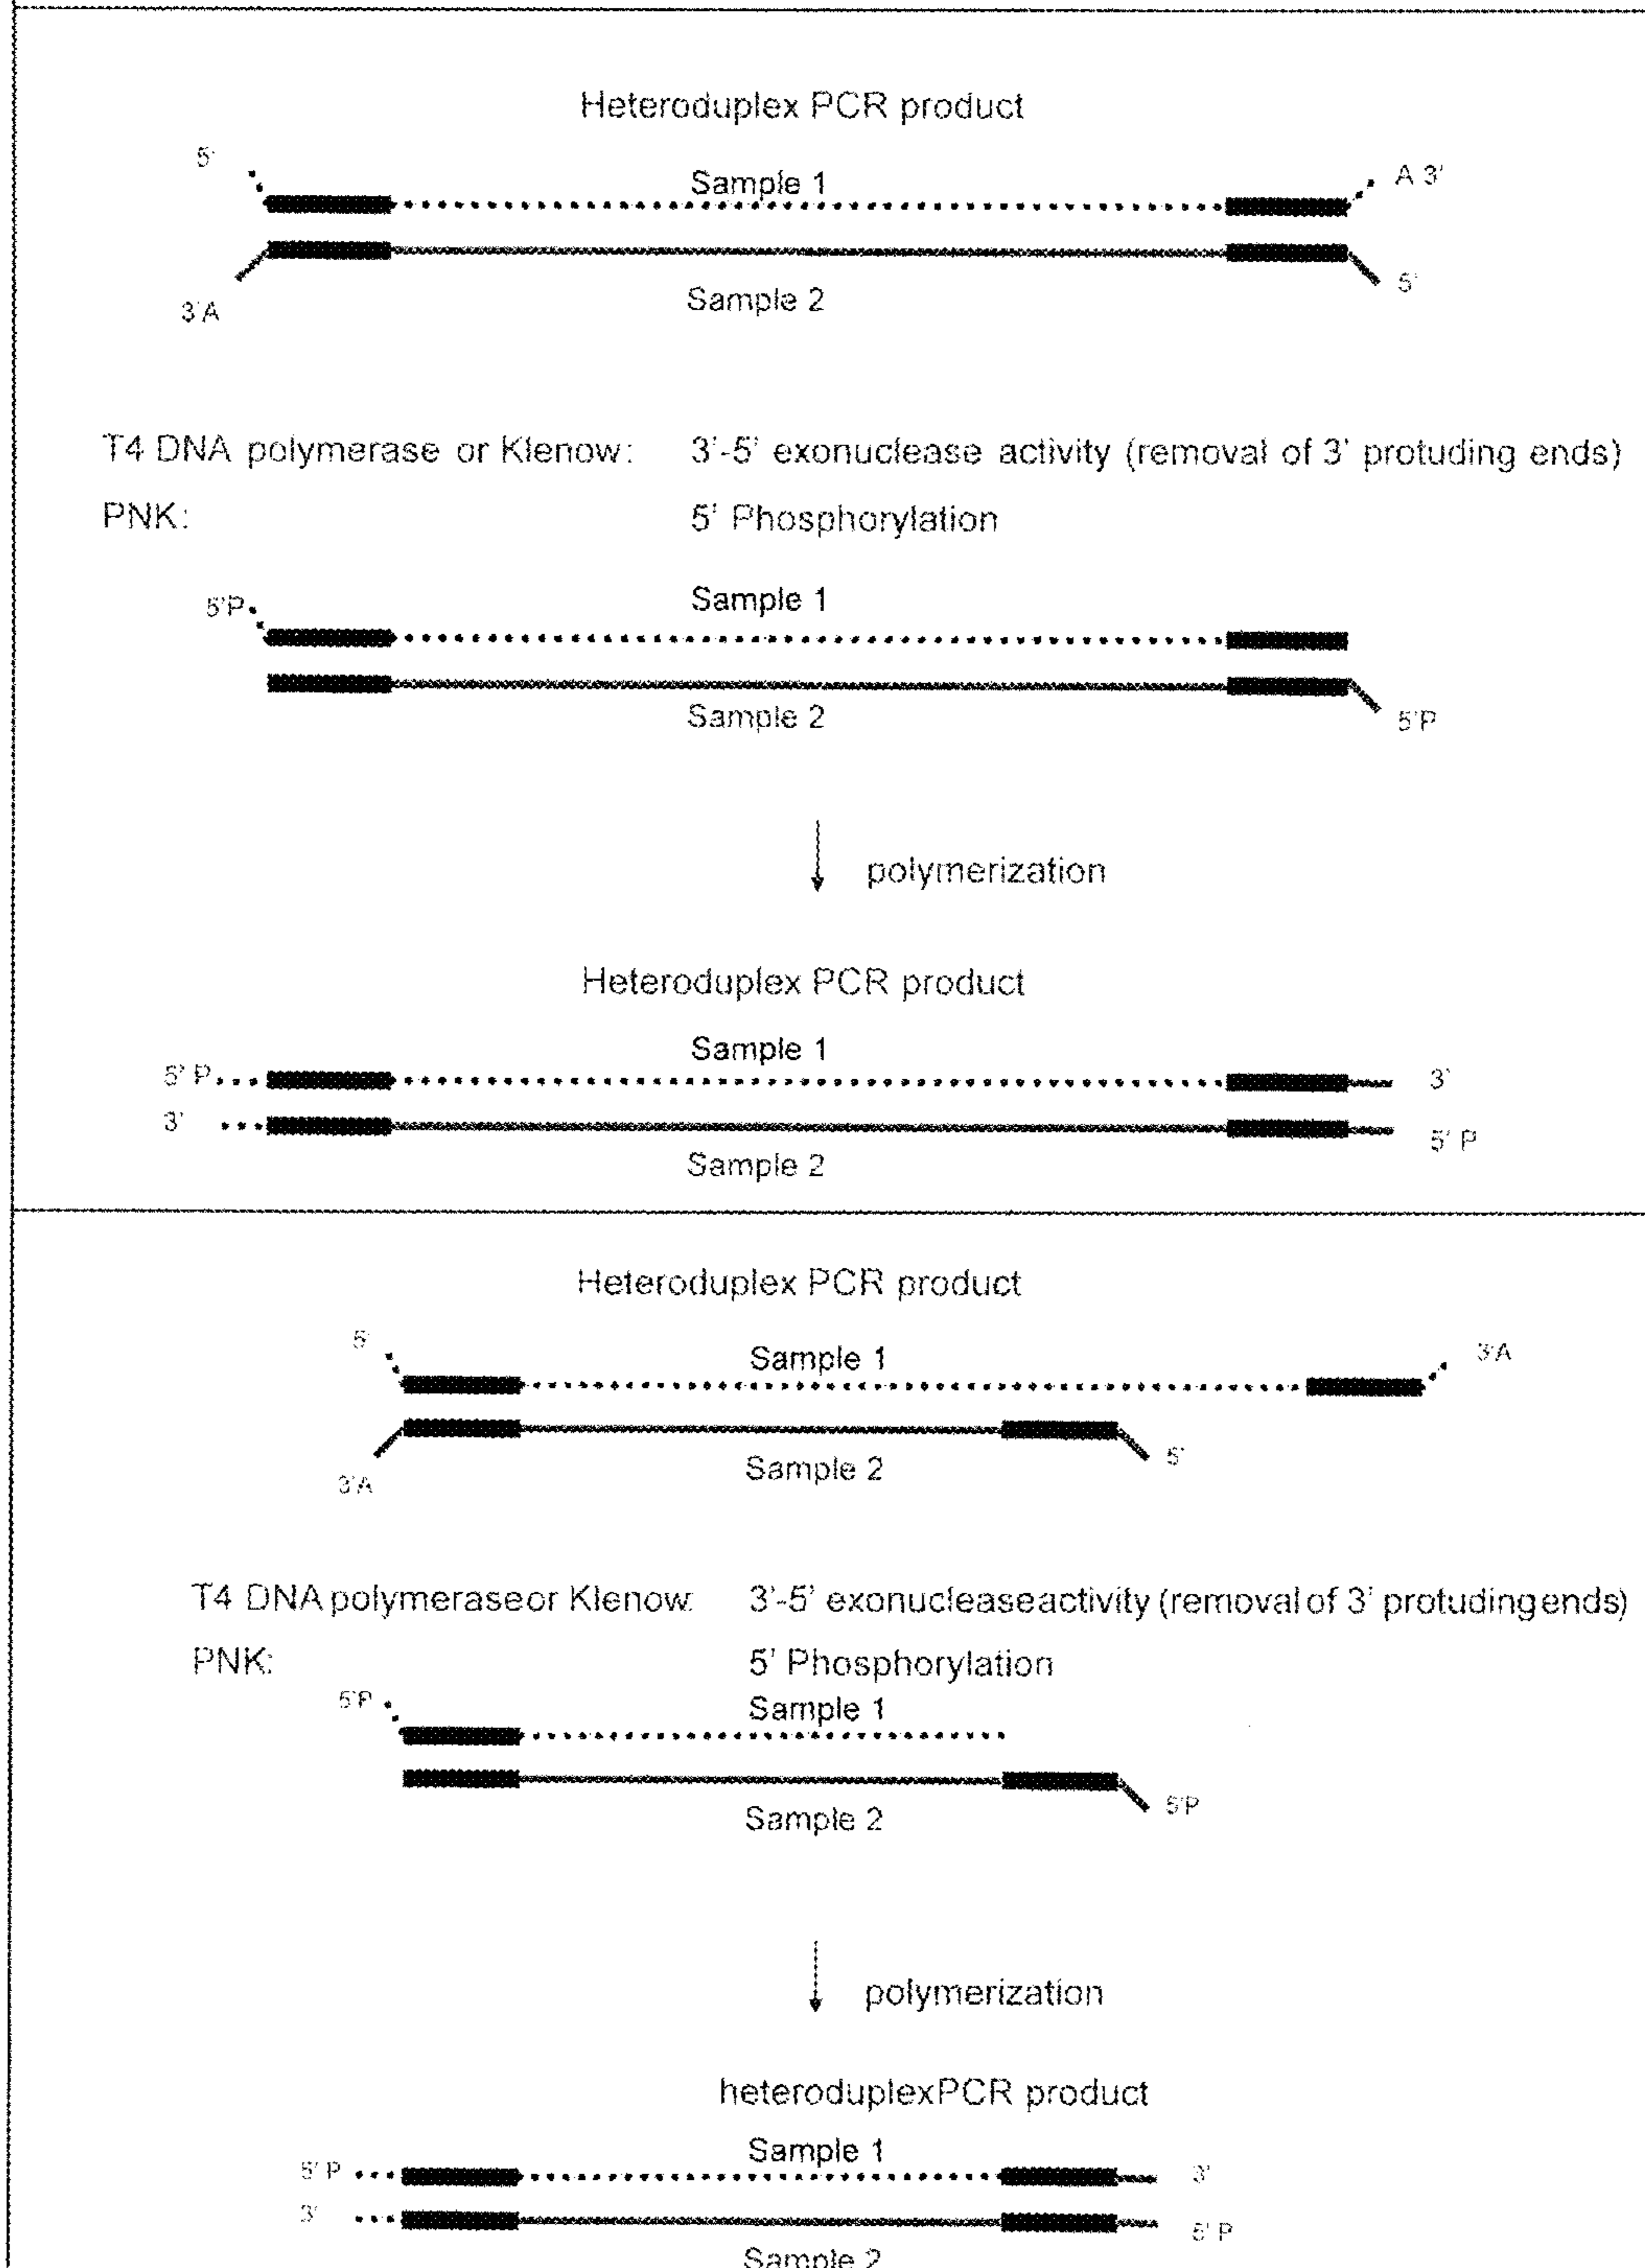 Heteroduplex PCR product
5'
Sample 1
A 3'
3'A
Sample 2
5'
T4 DNA polymerase or Klenow: 3'-5' exonuclease activity (removal of 3' protuding ends)
PNK: 5' Phosphorylation
5'P
Sample 1
Sample 2
5'P
polymerization
Heteroduplex PCR product
Sample 1
5' P 3'
3' 5' P
Sample 2
Heteroduplex PCR product
5'
Sample 1
3'A
3'A
Sample 2
5'
T4 DNA polymeraseor Klenow: 3'-5' exonucleaseactivity (removal of 3' protudingends)
PNK: 5' Phosphorylation
5'P
Sample 1
Sample 2
5'P
polymerization
heteroduplexPCR product
Sample 1
5' P 3'
3' 5' P
Sample 2